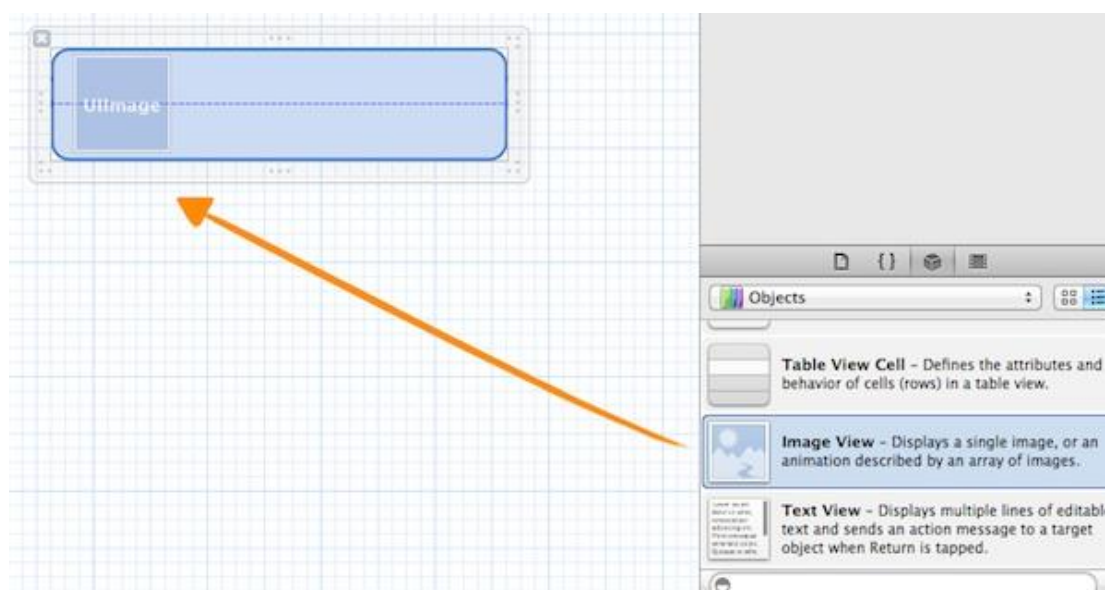 UIImage
Objects
Table View Cell – Defines the attributes and
behavior of cells (rows) in a table view.
Image View – Displays a single image, or an
animation described by an array of images.
Text View – Displays multiple lines of editable
text and sends an action message to a target
object when Return is tapped.